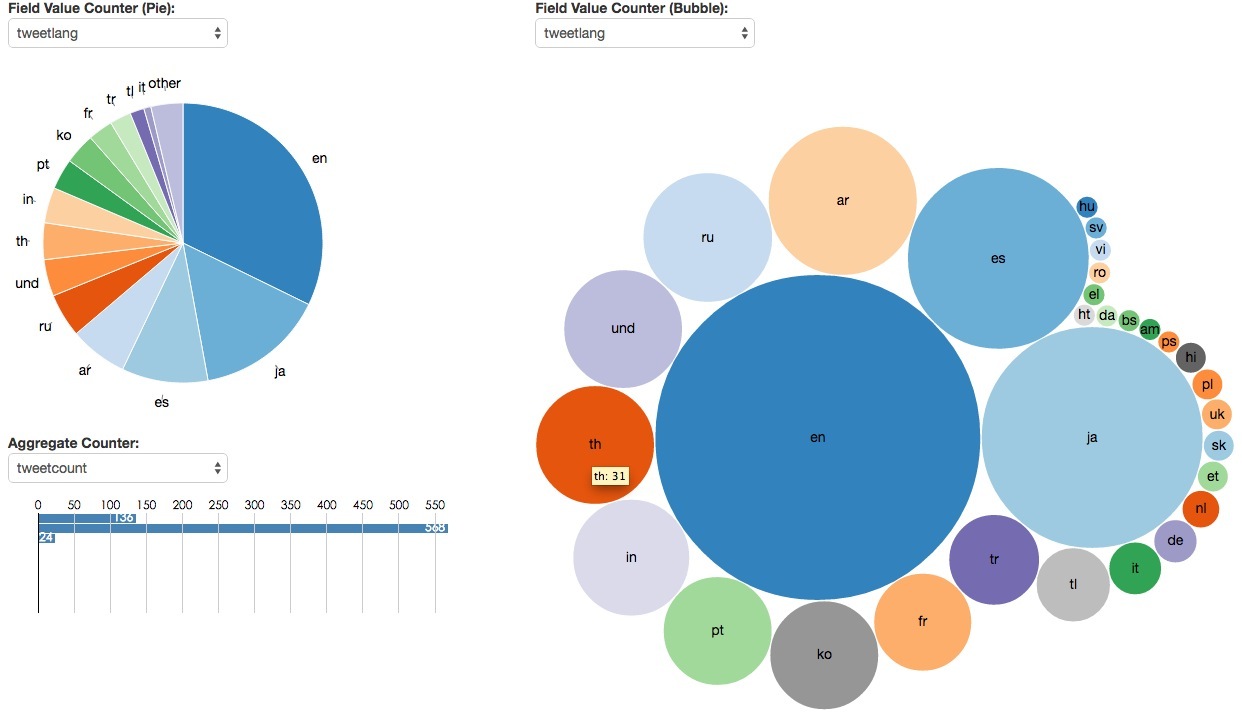 Field Value Counter (Pie):
tweetlang
other
it
tl
tr
fr
ko
pt
in
th
und
ru
ar
es
ja
en
Aggregate Counter:
tweetcount
0 50 100 150 200 250 300 350 400 450 500 550
136
568
24
Field Value Counter (Bubble):
tweetlang
ar
ru
es
hu
sv
vi
ro
el
ht da bs am ps
hi
pl
uk
sk
et
nl
de
it
tl
tr
fr
ko
pt
in
th
th: 31
und
en
ja